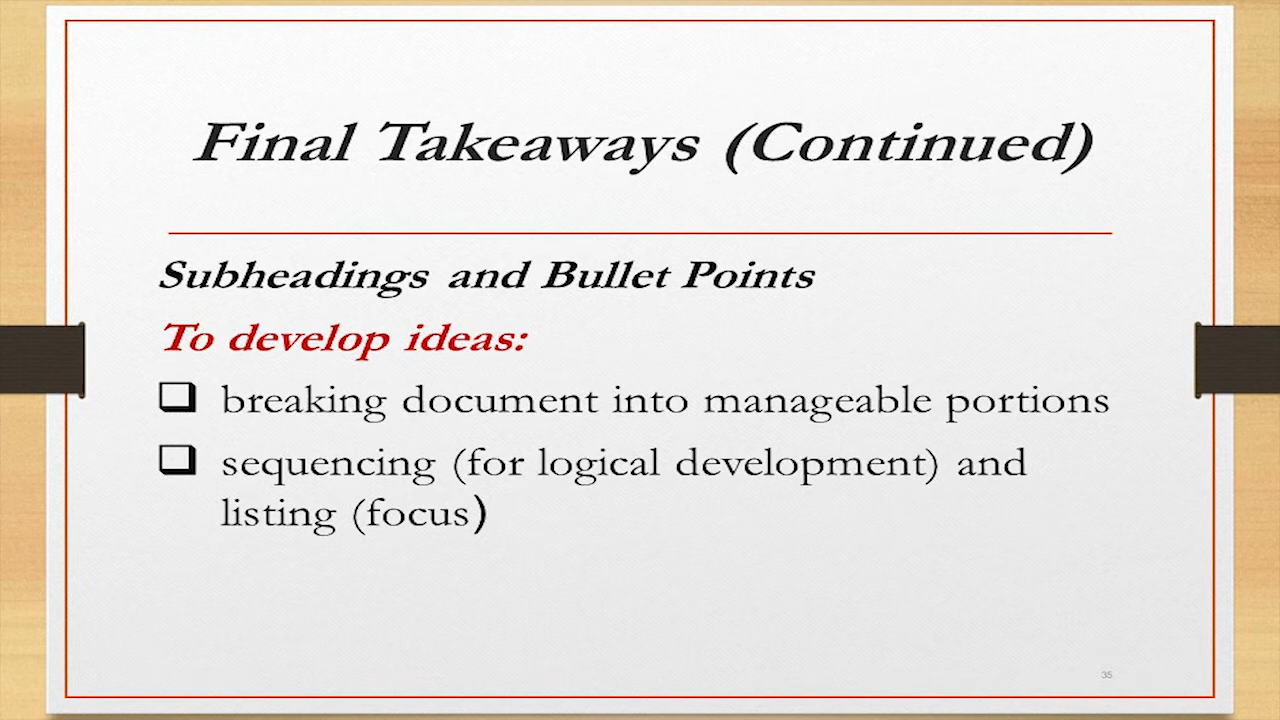 Final Takeaways (Continued)
Subheadings and Bullet Points
To develop ideas:
❑ breaking document into manageable portions
❑ sequencing (for logical development) and
listing (focus)
35